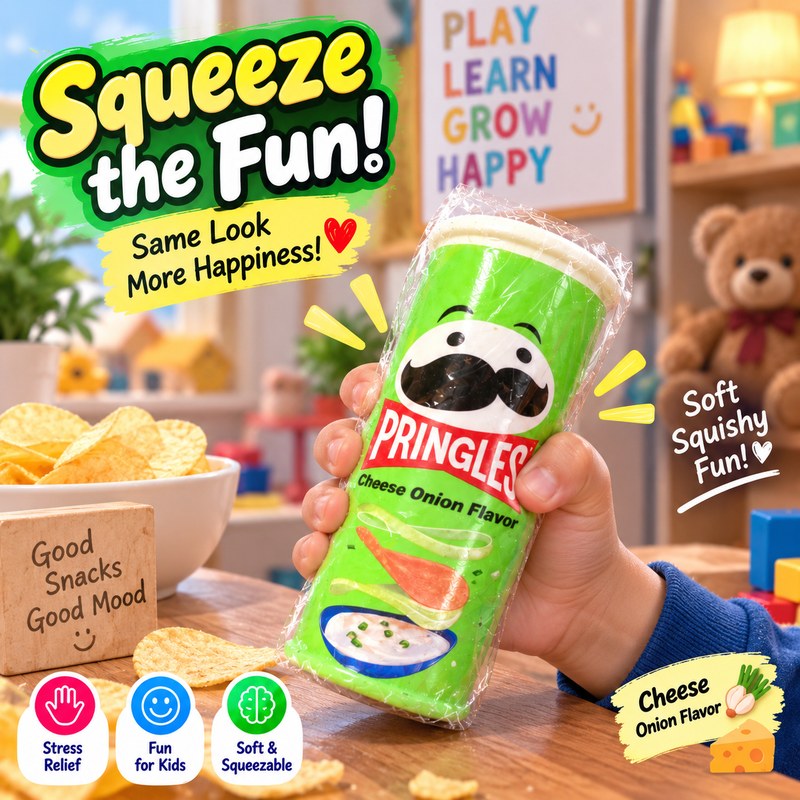 Squeeze
the Fun!
Same Look
More Happiness!
PLAY
LEARN
GROW
HAPPY
PRINGLES
Cheese Onion Flavor
Soft
Squishy
Fun!
Good
Snacks
Good Mood
Stress
Relief
Fun
for Kids
Soft &
Squeezable
Cheese
Onion Flavor